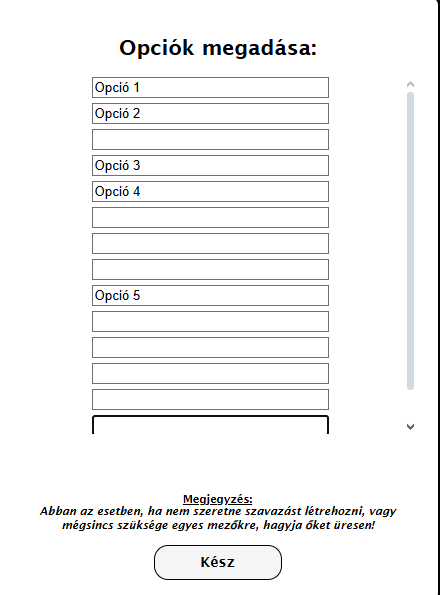 Opciók megadása:
Opció 1
Opció 2
Opció 3
Opció 4
Opció 5
Megjegyzés:
Abban az esetben, ha nem szeretne szavazást létrehozni, vagy
mégsincs szüksége egyes mezőkre, hagyja őket üresen!
Kész